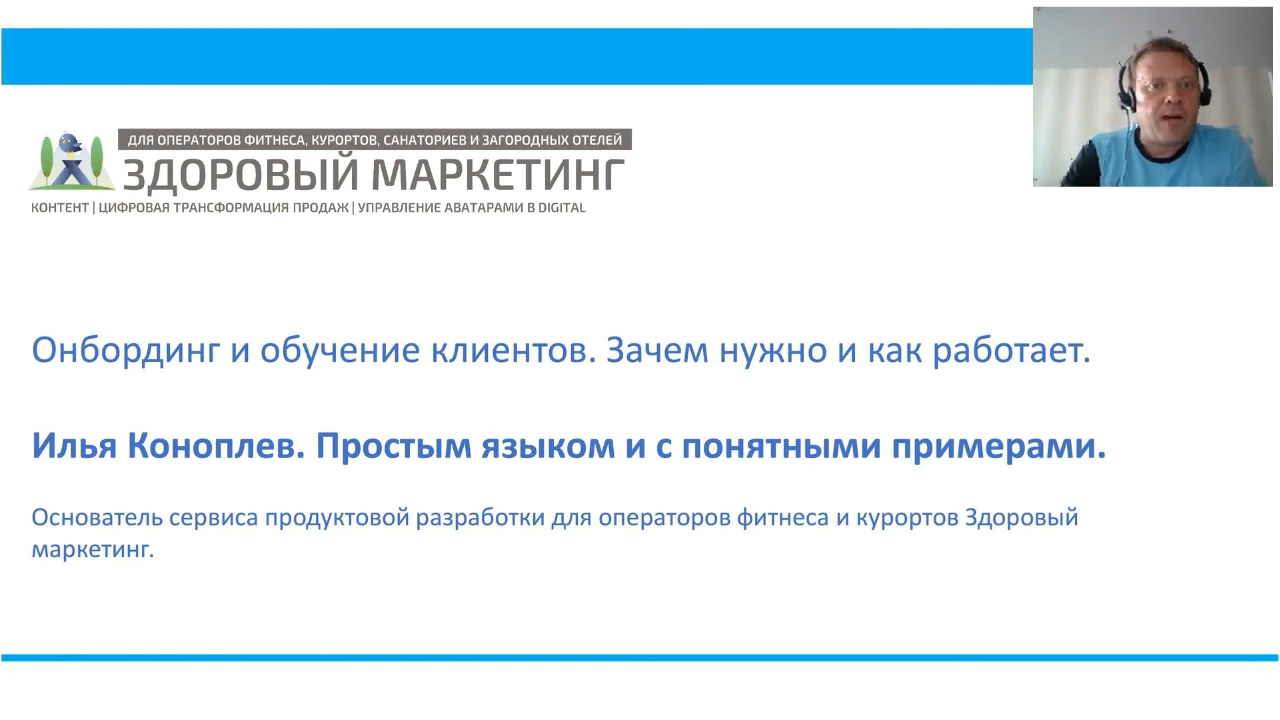 ДЛЯ ОПЕРАТОРОВ ФИТНЕСА, КУРОРТОВ, САНАТОРИЕВ И ЗАГОРОДНЫХ ОТЕЛЕЙ
ЗДОРОВЫЙ МАРКЕТИНГ
КОНТЕНТ | ЦИФРОВАЯ ТРАНСФОРМАЦИЯ ПРОДАЖ | УПРАВЛЕНИЕ АВАТАРАМИ В DIGITAL
Онбординг и обучение клиентов. Зачем нужно и как работает.
Илья Коноплев. Простым языком и с понятными примерами.
Основатель сервиса продуктовой разработки для операторов фитнеса и курортов Здоровый
маркетинг.